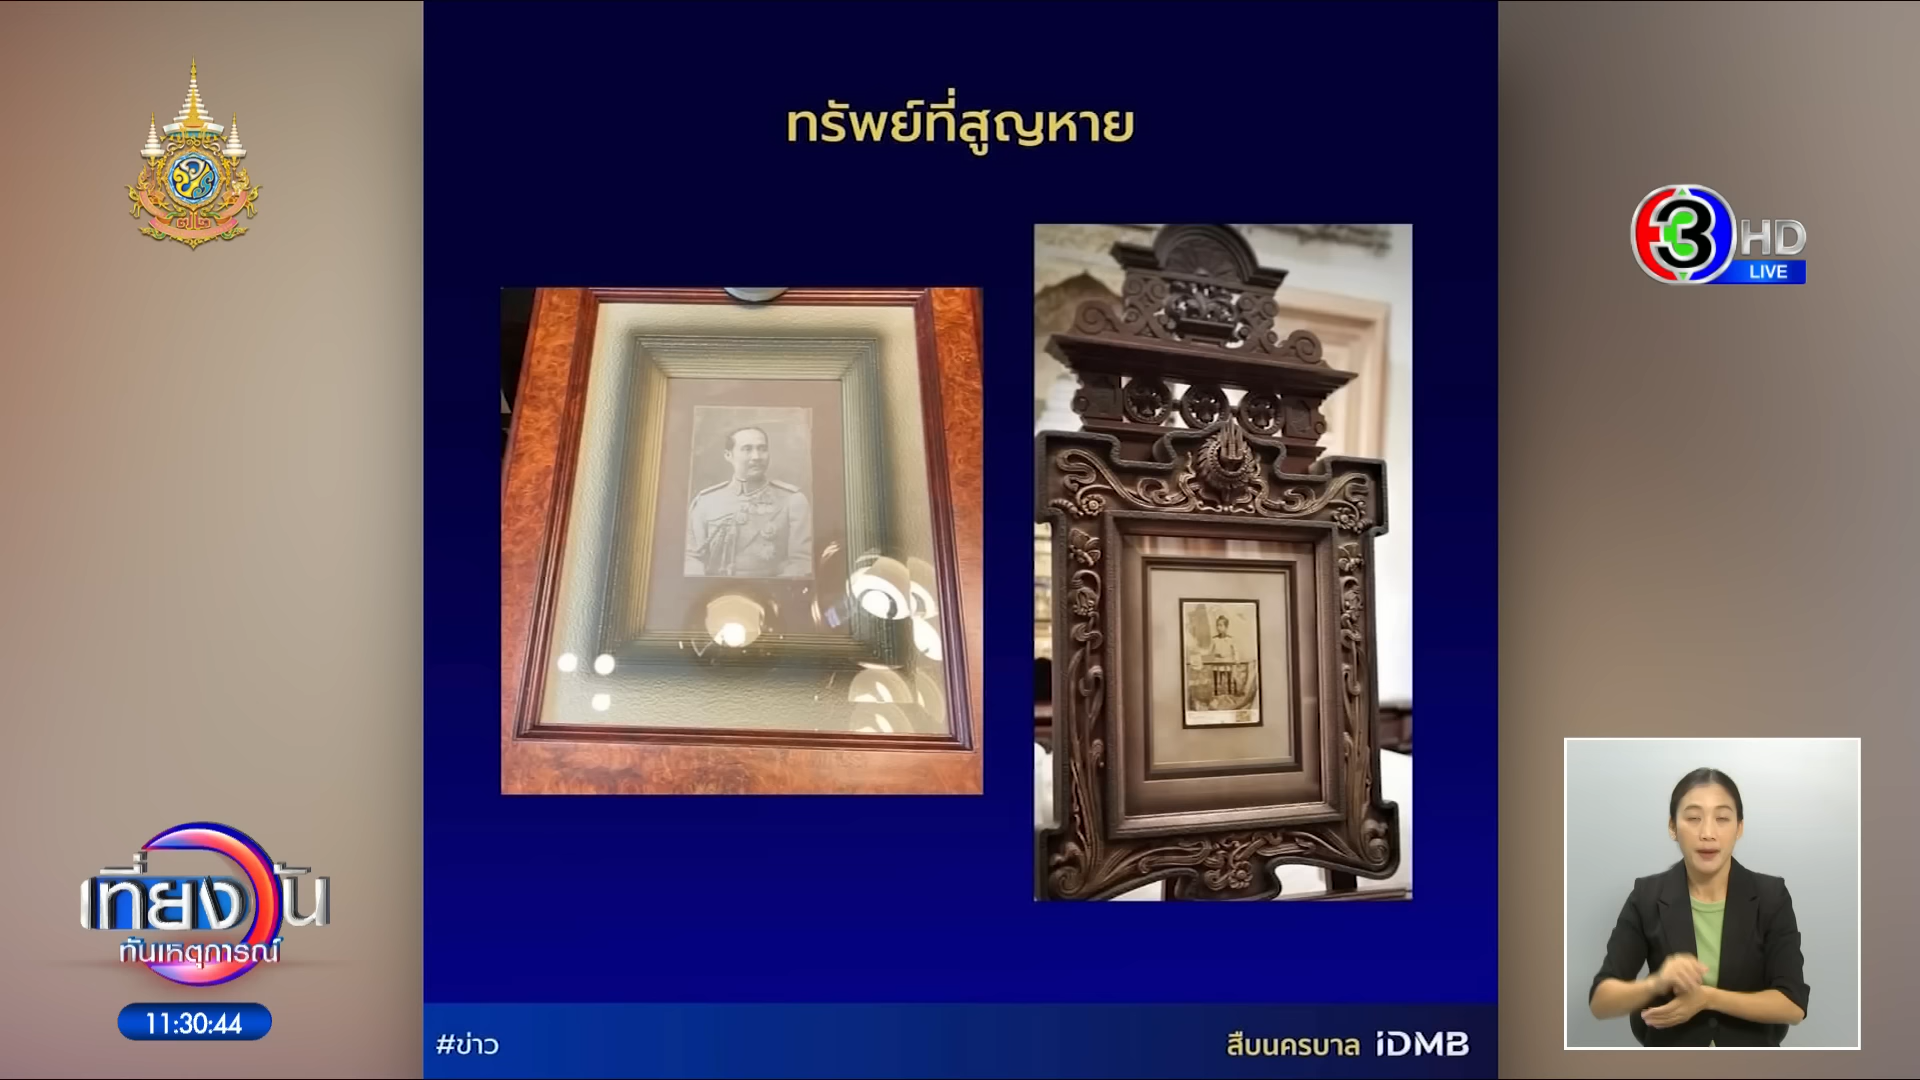 ทรัพย์ที่สูญหาย
๗๒
3 HD
LIVE
เที่ยงวัน
ทันเหตุการณ์
11:30:44
#ข่าว
สืบนครบาล iDMB